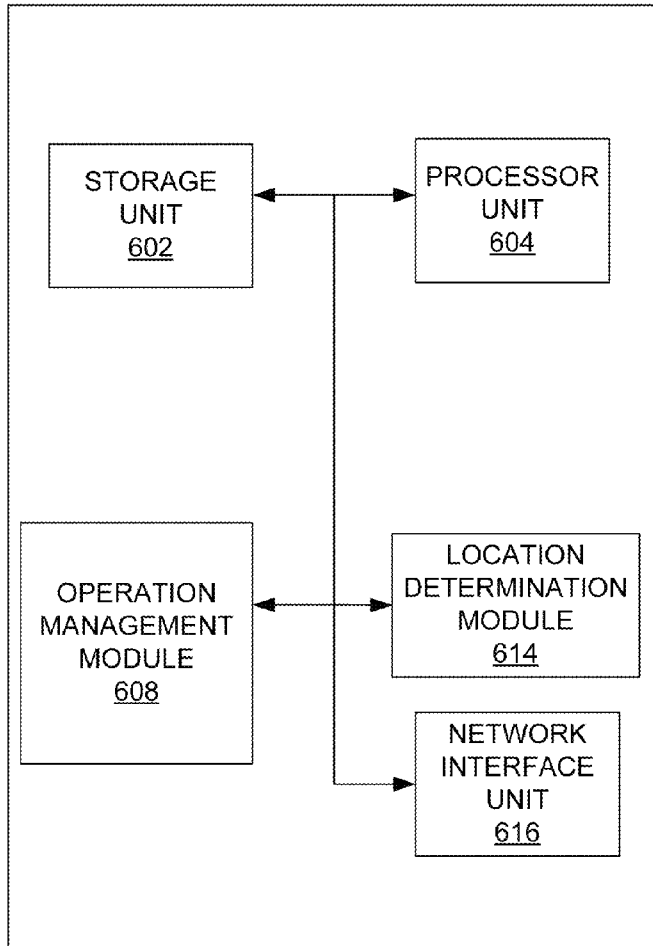 STORAGE
UNIT
602
PROCESSOR
UNIT
604
OPERATION
MANAGEMENT
MODULE
608
LOCATION
DETERMINATION
MODULE
614
NETWORK
INTERFACE
UNIT
616